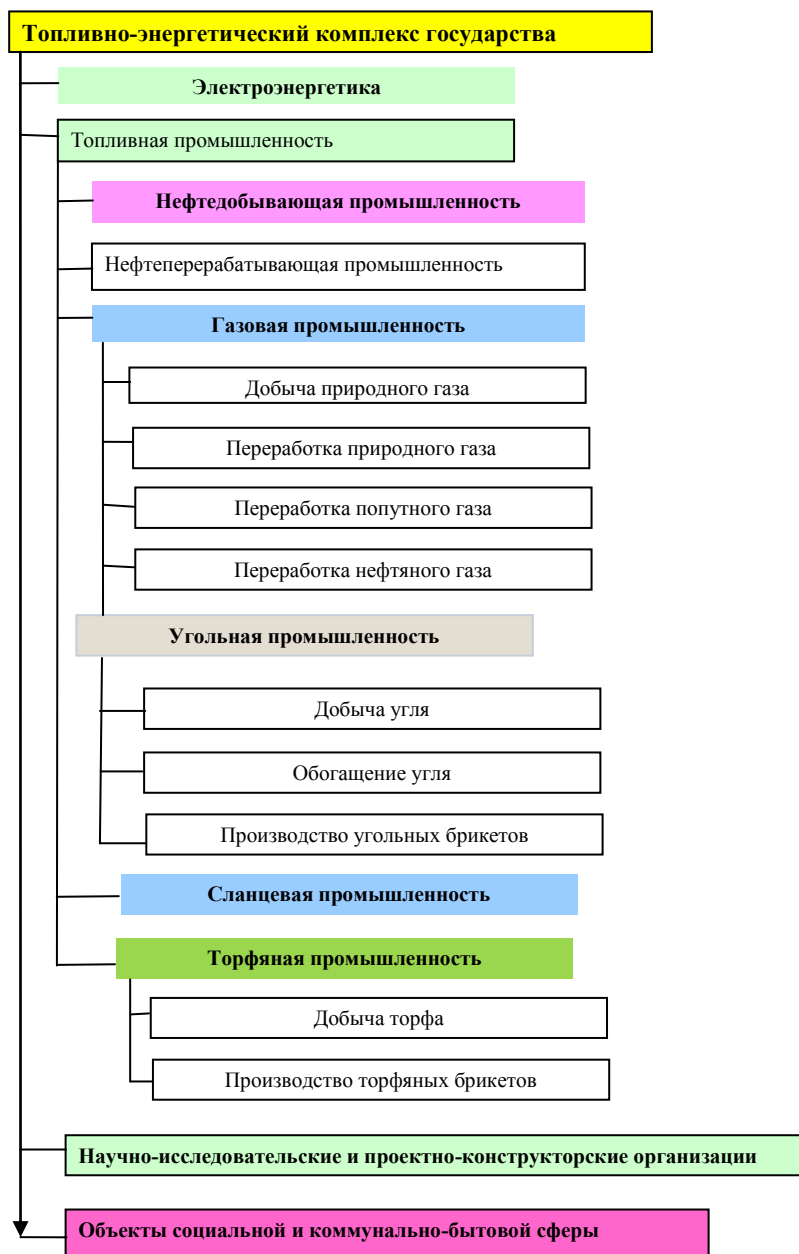 Топливно-энергетический комплекс государства
Электроэнергетика
Топливная промышленность
Нефтедобывающая промышленность
Нефтеперерабатывающая промышленность
Газовая промышленность
Добыча природного газа
Переработка природного газа
Переработка попутного газа
Переработка нефтяного газа
Угольная промышленность
Добыча угля
Обогащение угля
Производство угольных брикетов
Сланцевая промышленность
Торфяная промышленность
Добыча торфа
Производство торфяных брикетов
Научно-исследовательские и проектно-конструкторские организации
Объекты социальной и коммунально-бытовой сферы